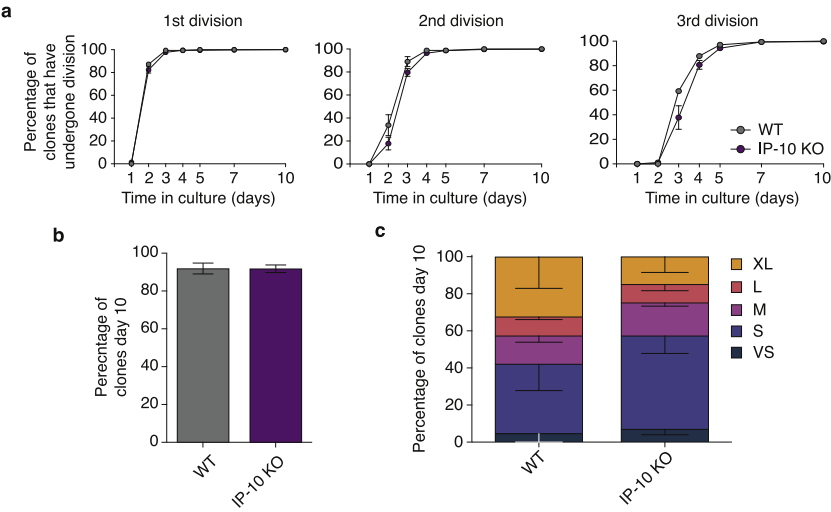 a
1st division
2nd division
3rd division
Percentage of
clones that have
undergone division
100
80
60
40
20
0
1 2 3 4 5 7 10
Time in culture (days)
100
80
60
40
20
0
1 2 3 4 5 7 10
Time in culture (days)
100
80
60
40
20
0
1 2 3 4 5 7 10
Time in culture (days)
WT
IP-10 KO
b
Perecntage of
clones day 10
100
80
60
40
20
0
WT
IP-10 KO
c
Percentage of clones day 10
100
80
60
40
20
0
WT
IP-10 KO
XL
L
M
S
VS